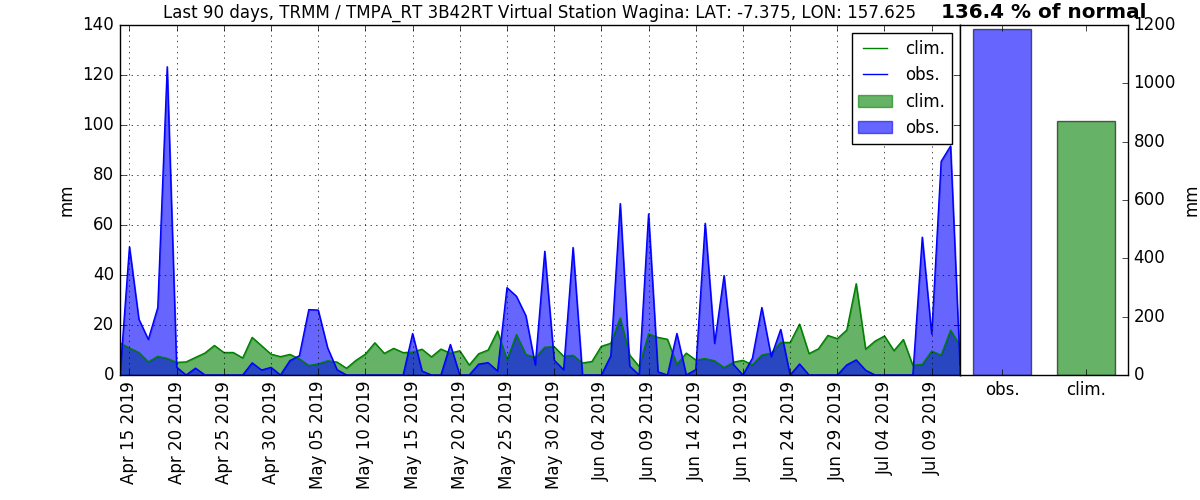 Last 90 days, TRMM / TMPA_RT 3B42RT Virtual Station Wagina: LAT: -7.375, LON: 157.625
136.4 % of normal
140
120
100
80
60
40
20
0
mm
clim.
obs.
clim.
obs.
1200
1000
800
600
400
200
0
mm
obs.
clim.
Apr 15 2019
Apr 20 2019
Apr 25 2019
Apr 30 2019
May 05 2019
May 10 2019
May 15 2019
May 20 2019
May 25 2019
May 30 2019
Jun 04 2019
Jun 09 2019
Jun 14 2019
Jun 19 2019
Jun 24 2019
Jun 29 2019
Jul 04 2019
Jul 09 2019